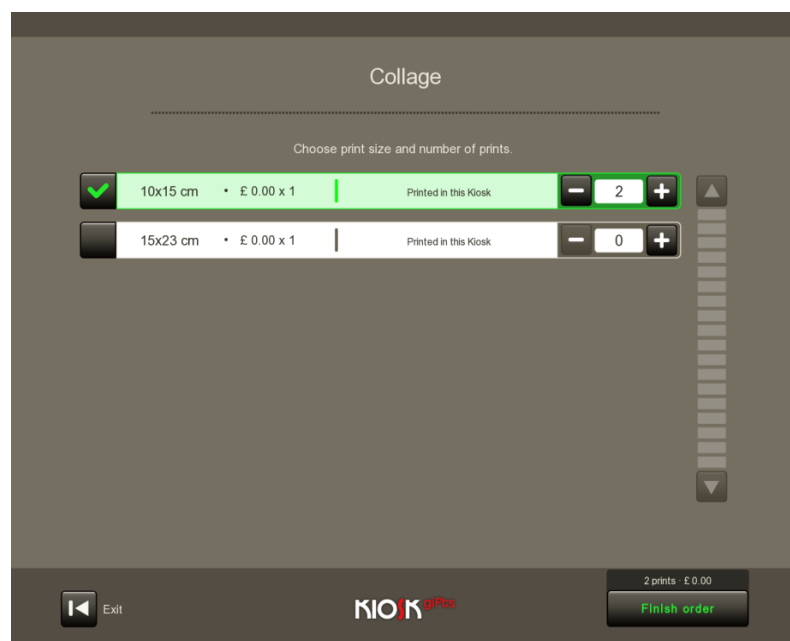 Collage
Choose print size and number of prints.
10x15 cm • £ 0.00 x 1 Printed in this Kiosk 2
15x23 cm • £ 0.00 x 1 Printed in this Kiosk 0
2 prints · £ 0.00
Exit KIOSK giFts Finish order